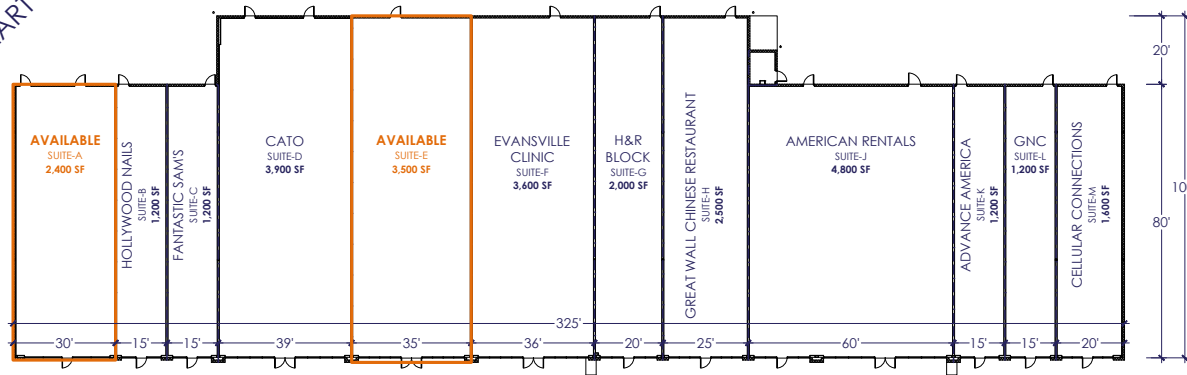 ART
20'
AVAILABLE
SUITE-A
2,400 SF
HOLLYWOOD NAILS
SUITE-B
1,200 SF
FANTASTIC SAM'S
SUITE-C
1,200 SF
CATO
SUITE-D
3,900 SF
AVAILABLE
SUITE-E
3,500 SF
EVANSVILLE
CLINIC
SUITE-F
3,600 SF
H&R
BLOCK
SUITE-G
2,000 SF
GREAT WALL CHINESE RESTAURANT
SUITE-H
2,500 SF
AMERICAN RENTALS
SUITE-J
4,800 SF
ADVANCE AMERICA
SUITE-K
1,200 SF
GNC
SUITE-L
1,200 SF
CELLULAR CONNECTIONS
SUITE-M
1,600 SF
10
80'
325'
30' 15' 15' 39' 35' 36' 20' 25' 60' 15' 15' 20'